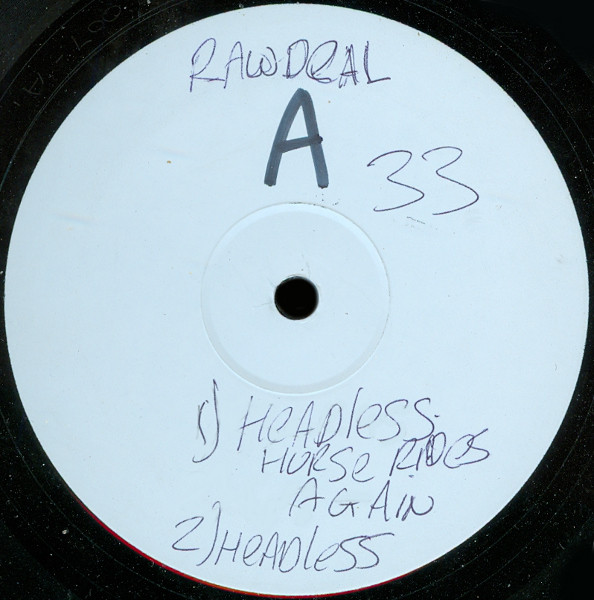 RAWDEAL
A
33
1) HEADLESS
HORSE RIDES
AGAIN
2) HEADLESS